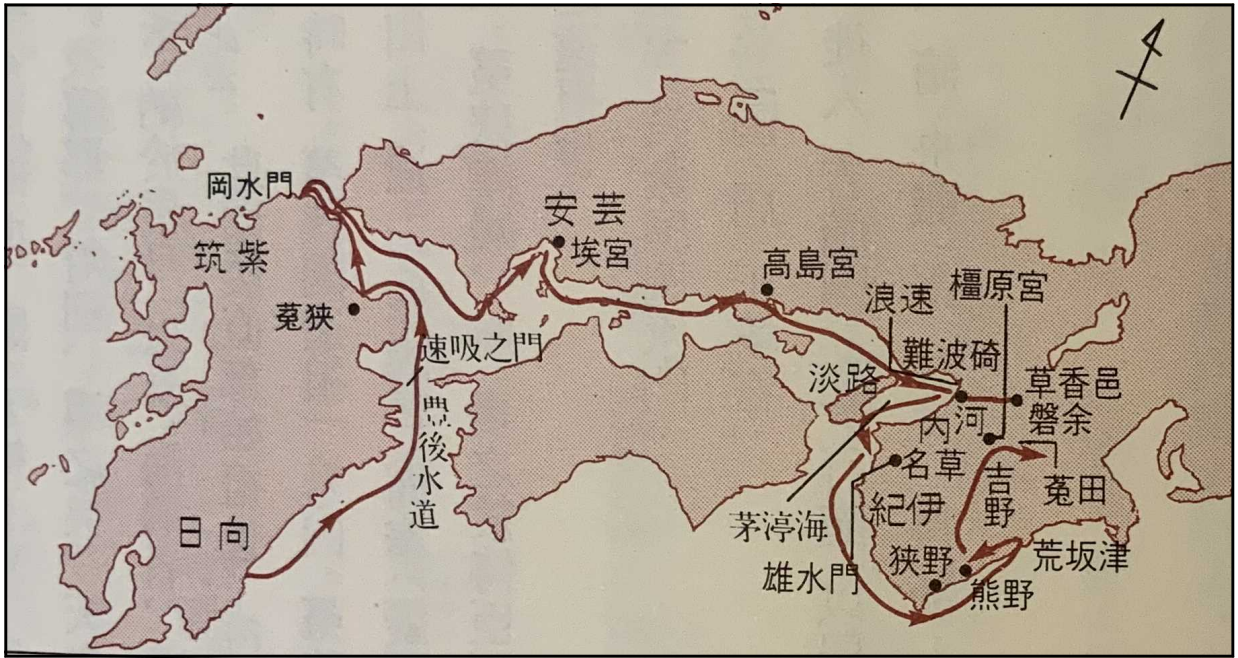 岡水門
筑紫
菟狭
速吸之門
豊後水道
日向
安芸
埃宮
高島宮
浪速
橿原宮
難波碕
淡路
草香邑
磐余
河内
名草
紀伊
吉野
菟田
茅渟海
雄水門
狭野
熊野
荒坂津